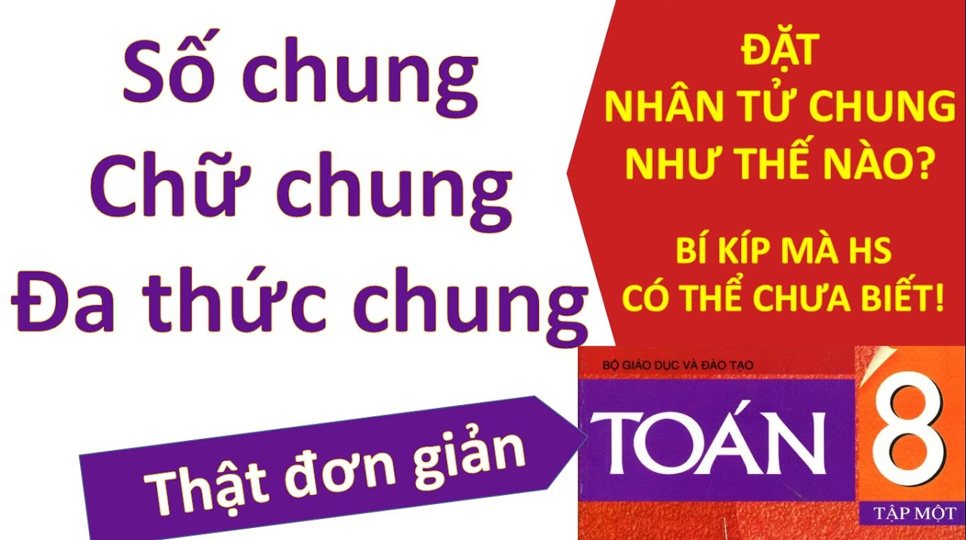 Số chung
Chữ chung
Đa thức chung
Thật đơn giản
ĐẶT
NHÂN TỬ CHUNG
NHƯ THẾ NÀO?
BÍ KÍP MÀ HS
CÓ THỂ CHƯA BIẾT!
BỘ GIÁO DỤC VÀ ĐÀO TẠO
TOÁN 8
TẬP MỘT